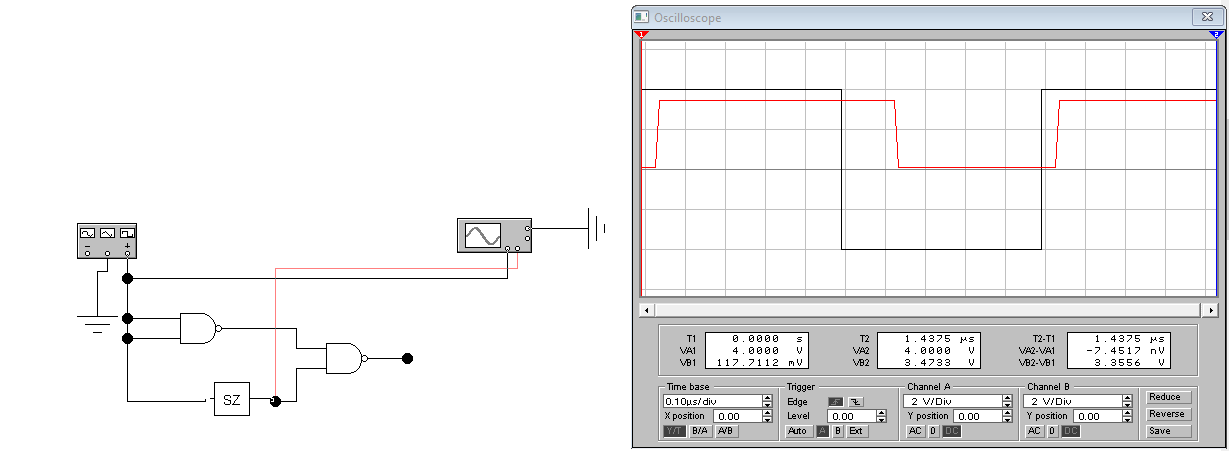 Oscilloscope
1
2
SZ
T1 0.0000 s
VA1 4.0000 V
VB1 117.7112 mV
T2 1.4375 µs
VA2 4.0000 V
VB2 3.4733 V
T2-T1 1.4375 µs
VA2-VA1 -7.4517 nV
VB2-VB1 3.3556 V
Time base
0.10µs/div
X position 0.00
Y/T B/A A/B
Trigger
Edge
Level 0.00
Auto A B Ext
Channel A
2 V/Div
Y position 0.00
AC 0 DC
Channel B
2 V/Div
Y position 0.00
AC 0 DC
Reduce
Reverse
Save